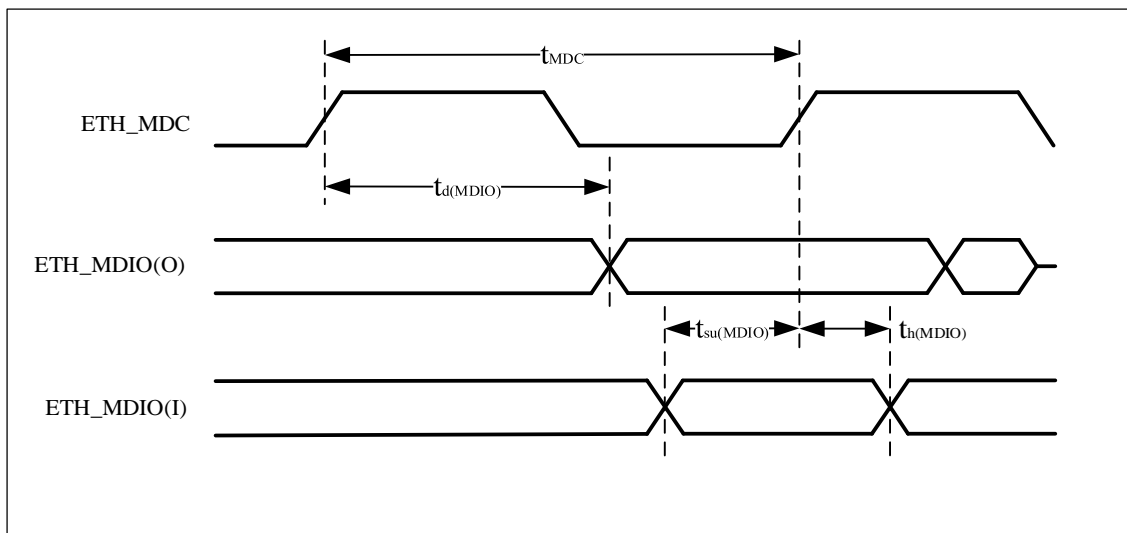 tMDC
ETH_MDC
td(MDIO)
ETH_MDIO(O)
tsu(MDIO) th(MDIO)
ETH_MDIO(I)